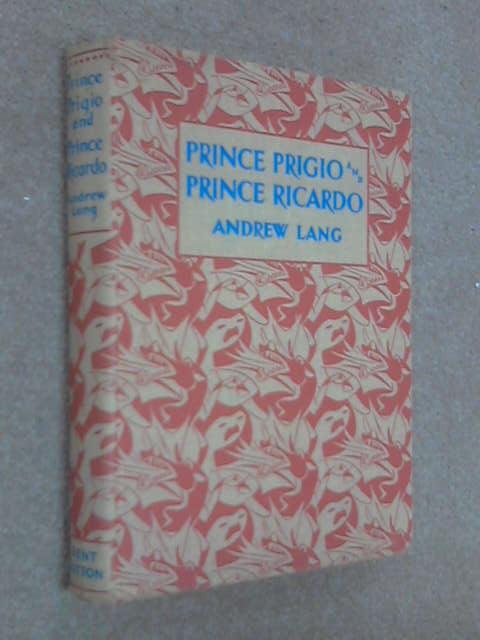 Prince
Prigio
and
Prince
Ricardo
Andrew
Lang
DENT
DUTTON
PRINCE PRIGIO AND
PRINCE RICARDO
ANDREW LANG